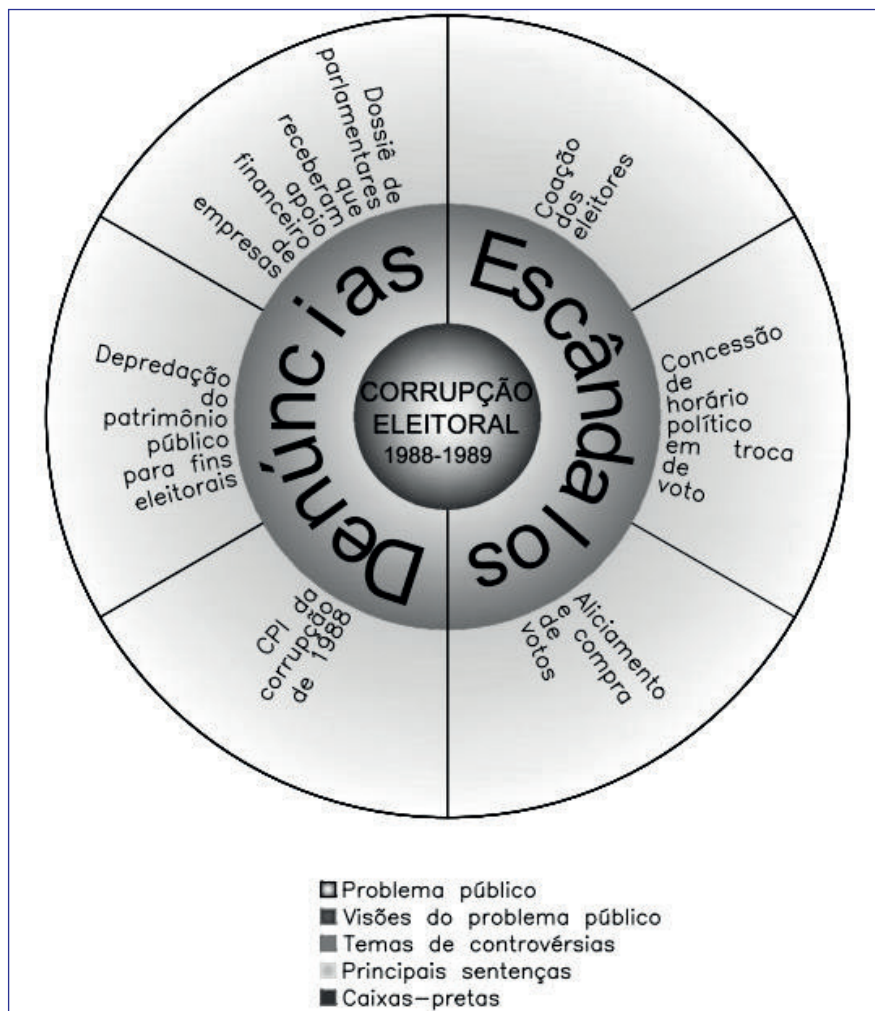 CORRUPÇÃO
ELEITORAL
1988-1989
Denúncias
Escândalos
Dossiê de
parlamentares
que
receberam
apoio
financeiro
de
empresas
Coação
dos
eleitores
Depredação
do
patrimônio
público
para fins
eleitorais
Concessão
de
horário
político
em troca
de
voto
CPI da
corrupção
de 1988
Aliciamento
e compra
de
votos
Problema público
Visões do problema público
Temas de controvérsias
Principais sentenças
Caixas-pretas